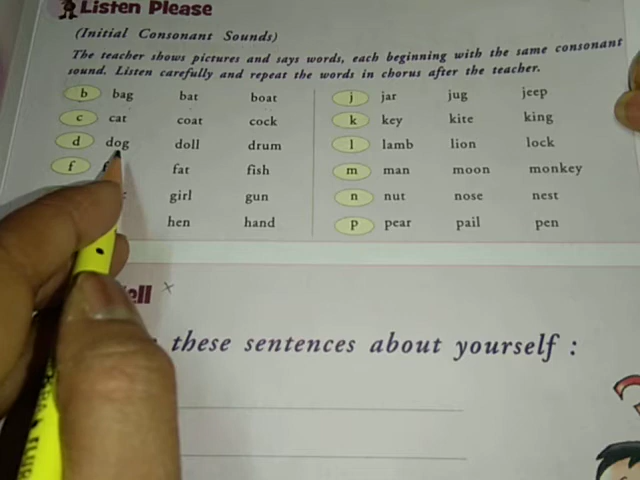 Listen Please
(Initial Consonant Sounds)
The teacher shows pictures and says words, each beginning with the same consonant
sound. Listen carefully and repeat the words in chorus after the teacher.
b bag bat boat j jar jug jeep
c cat coat cock k key kite king
d dog doll drum l lamb lion lock
f fat fish m man moon monkey
girl gun n nut nose nest
hen hand p pear pail pen
these sentences about yourself :